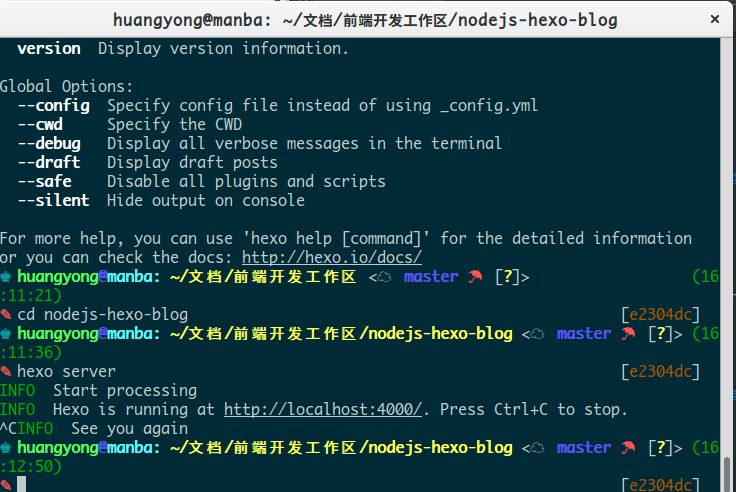 huangyong@manba: ~/文档/前端开发工作区/nodejs-hexo-blog
version Display version information.
Global Options:
--config Specify config file instead of using _config.yml
--cwd Specify the CWD
--debug Display all verbose messages in the terminal
--draft Display draft posts
--safe Disable all plugins and scripts
--silent Hide output on console
For more help, you can use 'hexo help [command]' for the detailed information
or you can check the docs: http://hexo.io/docs/
huangyong@manba: ~/文档/前端开发工作区 <☁ master ☂ [?]> (16
:11:21)
✎ cd nodejs-hexo-blog [e2304dc]
huangyong@manba: ~/文档/前端开发工作区/nodejs-hexo-blog <☁ master ☂ [?]> (16
:11:36)
✎ hexo server [e2304dc]
INFO Start processing
INFO Hexo is running at http://localhost:4000/. Press Ctrl+C to stop.
^CINFO See you again
huangyong@manba: ~/文档/前端开发工作区/nodejs-hexo-blog <☁ master ☂ [?]> (16
:12:50)
✎ [e2304dc]